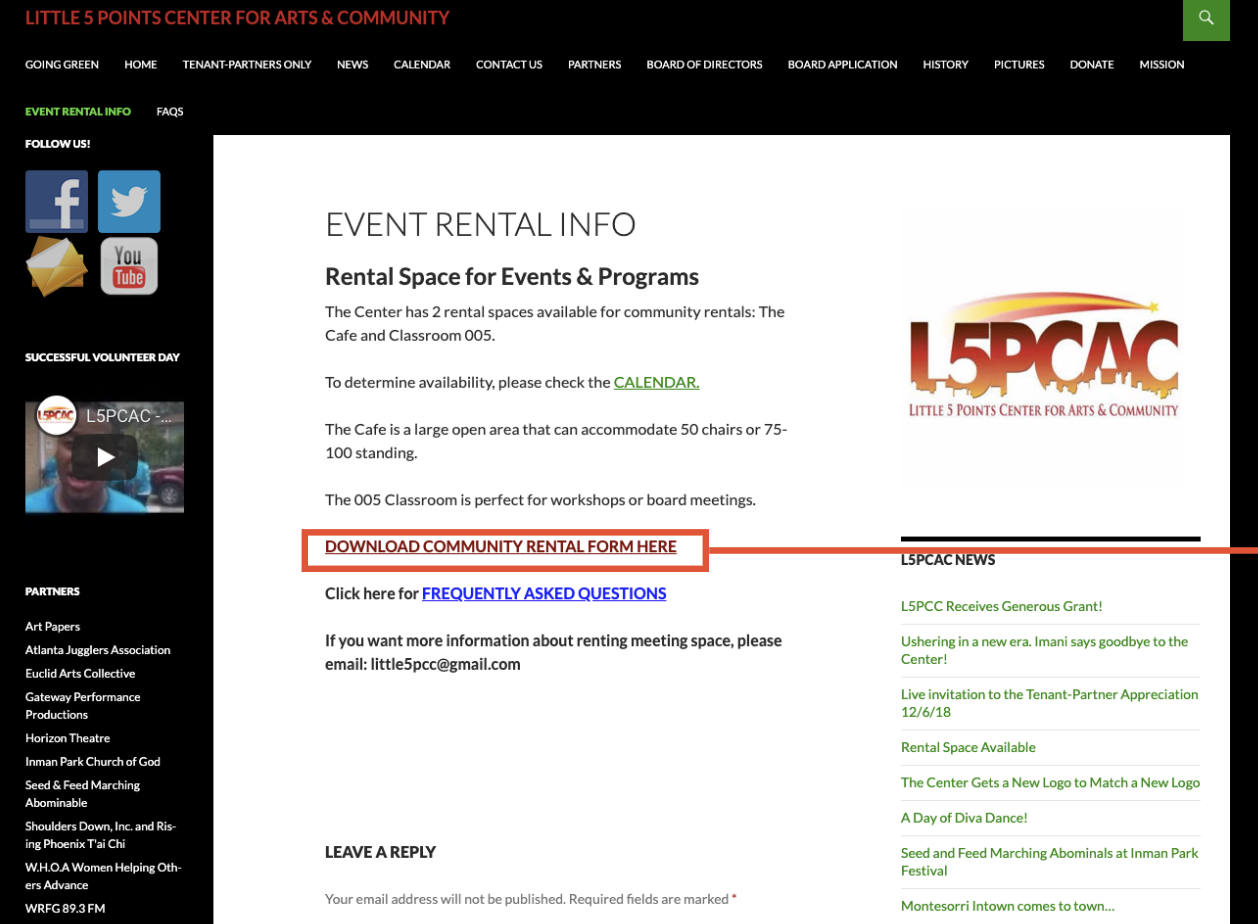 LITTLE 5 POINTS CENTER FOR ARTS & COMMUNITY
GOING GREEN HOME TENANT-PARTNERS ONLY NEWS CALENDAR CONTACT US PARTNERS BOARD OF DIRECTORS BOARD APPLICATION HISTORY PICTURES DONATE MISSION
EVENT RENTAL INFO FAQS
FOLLOW US!
f
You
Tube
SUCCESSFUL VOLUNTEER DAY
L5PCAC
L5PCAC -...
PARTNERS
Art Papers
Atlanta Jugglers Association
Euclid Arts Collective
Gateway Performance
Productions
Horizon Theatre
Inman Park Church of God
Seed & Feed Marching
Abominable
Shoulders Down, Inc. and Ris-
ing Phoenix T'ai Chi
W.H.O.A Women Helping Oth-
ers Advance
WRFG 89.3 FM
EVENT RENTAL INFO
Rental Space for Events & Programs
The Center has 2 rental spaces available for community rentals: The
Cafe and Classroom 005.
To determine availability, please check the CALENDAR.
The Cafe is a large open area that can accommodate 50 chairs or 75-
100 standing.
The 005 Classroom is perfect for workshops or board meetings.
DOWNLOAD COMMUNITY RENTAL FORM HERE
Click here for FREQUENTLY ASKED QUESTIONS
If you want more information about renting meeting space, please
email: little5pcc@gmail.com
LEAVE A REPLY
Your email address will not be published. Required fields are marked *
L5PCAC
LITTLE 5 POINTS CENTER FOR ARTS & COMMUNITY
L5PCAC NEWS
L5PCC Receives Generous Grant!
Ushering in a new era. Imani says goodbye to the
Center!
Live invitation to the Tenant-Partner Appreciation
12/6/18
Rental Space Available
The Center Gets a New Logo to Match a New Logo
A Day of Diva Dance!
Seed and Feed Marching Abominals at Inman Park
Festival
Montesorri Intown comes to town…